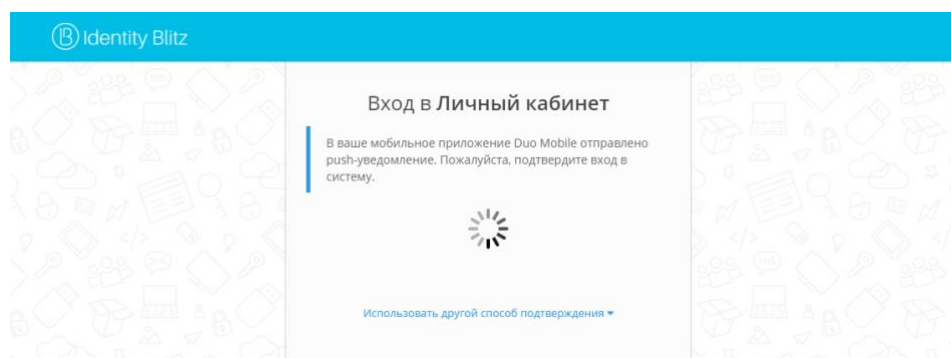 Identity Blitz
Вход в Личный кабинет
В ваше мобильное приложение Duo Mobile отправлено
push-уведомление. Пожалуйста, подтвердите вход в
систему.
Использовать другой способ подтверждения